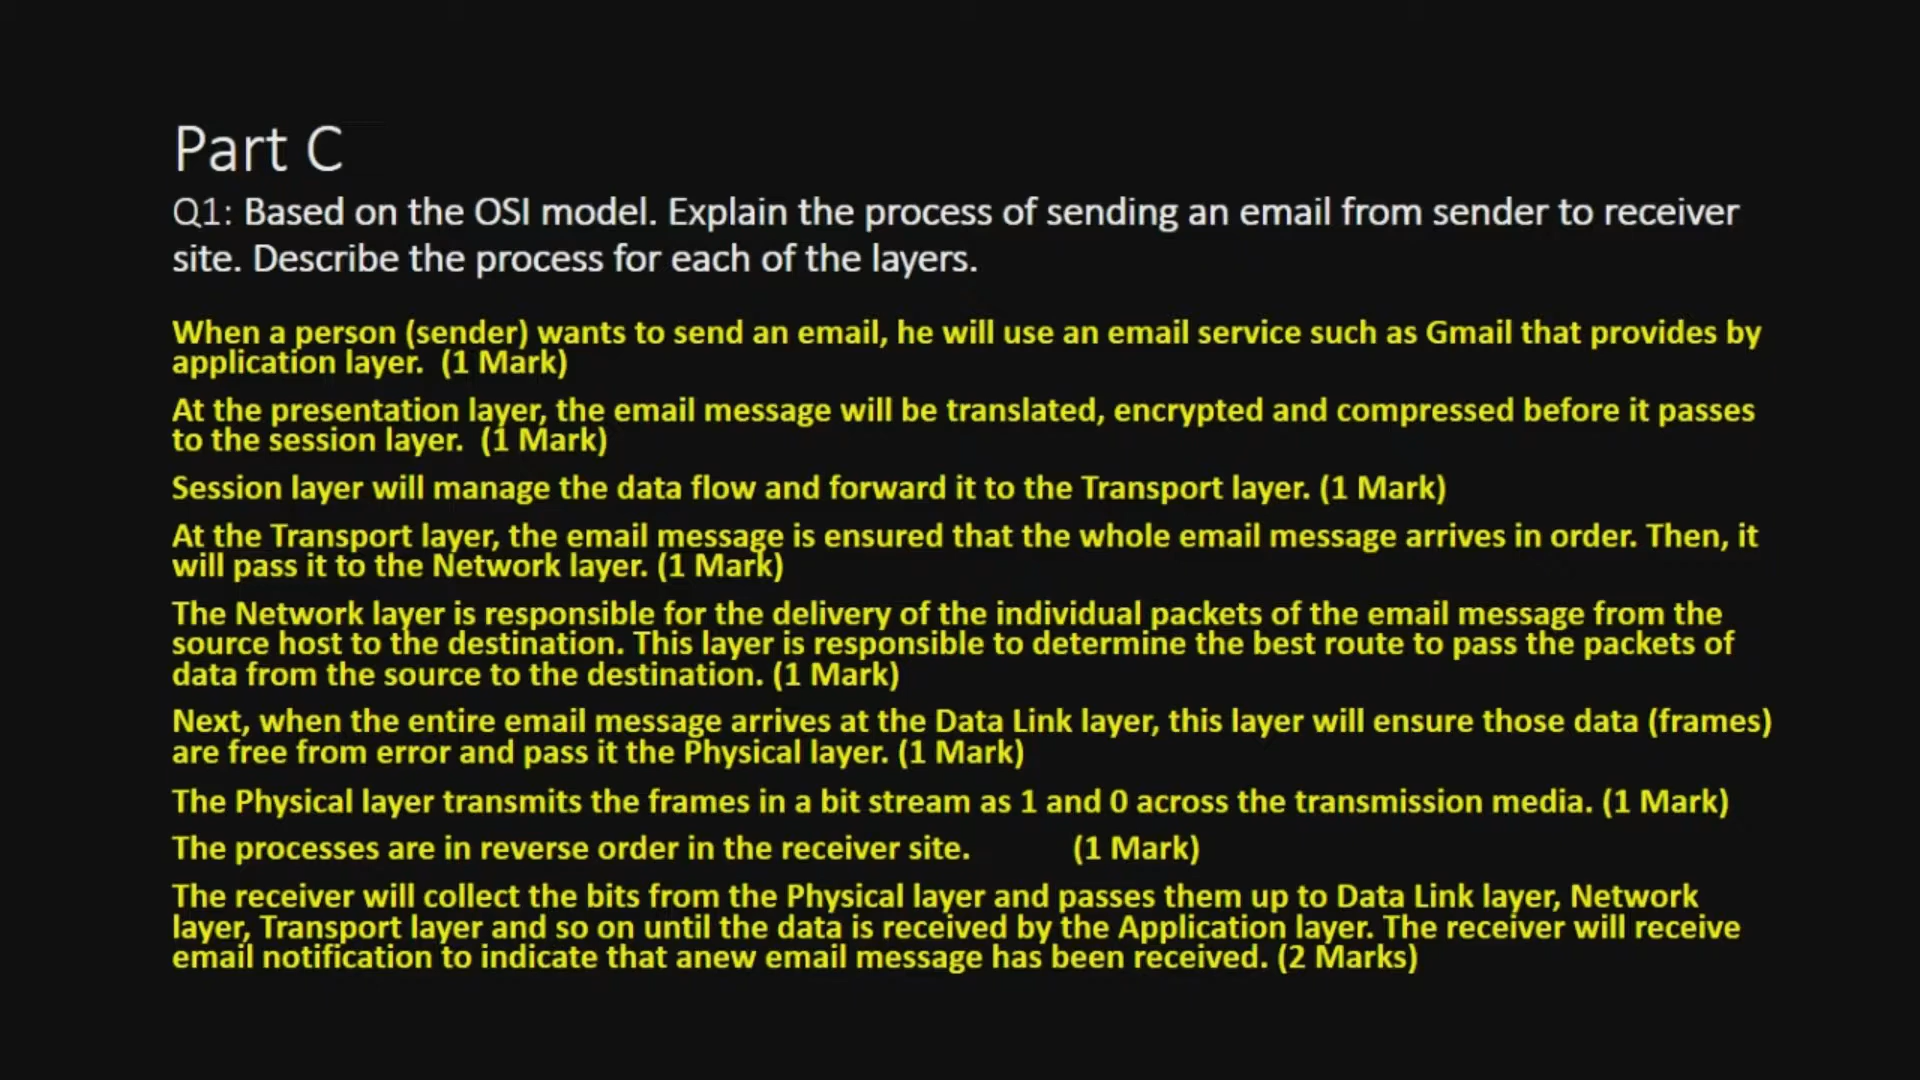 Part C
Q1: Based on the OSI model. Explain the process of sending an email from sender to receiver
site. Describe the process for each of the layers.
When a person (sender) wants to send an email, he will use an email service such as Gmail that provides by
application layer. (1 Mark)
At the presentation layer, the email message will be translated, encrypted and compressed before it passes
to the session layer. (1 Mark)
Session layer will manage the data flow and forward it to the Transport layer. (1 Mark)
At the Transport layer, the email message is ensured that the whole email message arrives in order. Then, it
will pass it to the Network layer. (1 Mark)
The Network layer is responsible for the delivery of the individual packets of the email message from the
source host to the destination. This layer is responsible to determine the best route to pass the packets of
data from the source to the destination. (1 Mark)
Next, when the entire email message arrives at the Data Link layer, this layer will ensure those data (frames)
are free from error and pass it the Physical layer. (1 Mark)
The Physical layer transmits the frames in a bit stream as 1 and 0 across the transmission media. (1 Mark)
The processes are in reverse order in the receiver site. (1 Mark)
The receiver will collect the bits from the Physical layer and passes them up to Data Link layer, Network
layer, Transport layer and so on until the data is received by the Application layer. The receiver will receive
email notification to indicate that anew email message has been received. (2 Marks)